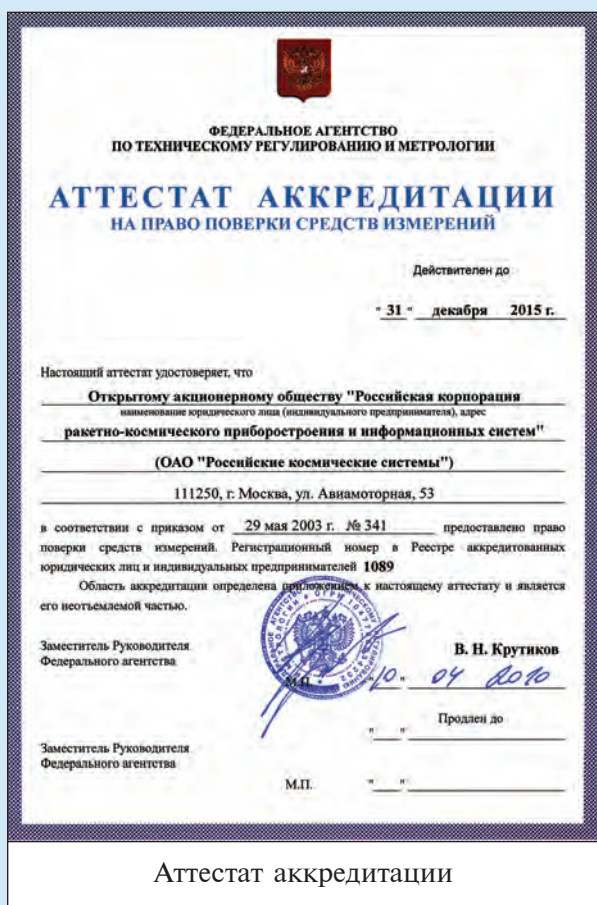 ФЕДЕРАЛЬНОЕ АГЕНТСТВО
ПО ТЕХНИЧЕСКОМУ РЕГУЛИРОВАНИЮ И МЕТРОЛОГИИ
АТТЕСТАТ АККРЕДИТАЦИИ
НА ПРАВО ПОВЕРКИ СРЕДСТВ ИЗМЕРЕНИЙ
Действителен до
" 31 " декабря 2015 г.
Настоящий аттестат удостоверяет, что
Открытому акционерному обществу "Российская корпорация
наименование юридического лица (индивидуального предпринимателя), адрес
ракетно-космического приборостроения и информационных систем"
(ОАО "Российские космические системы")
111250, г. Москва, ул. Авиамоторная, 53
в соответствии с приказом от 29 мая 2003 г. № 341 предоставлено право
поверки средств измерений. Регистрационный номер в Реестре аккредитованных
юридических лиц и индивидуальных предпринимателей 1089
Область аккредитации определена приложением к настоящему аттестату и является
его неотъемлемой частью.
Заместитель Руководителя
Федерального агентства
В. Н. Крутиков
М.П. "10" 04 2010
Продлен до
" "
Заместитель Руководителя
Федерального агентства
М.П. " "
Аттестат аккредитации